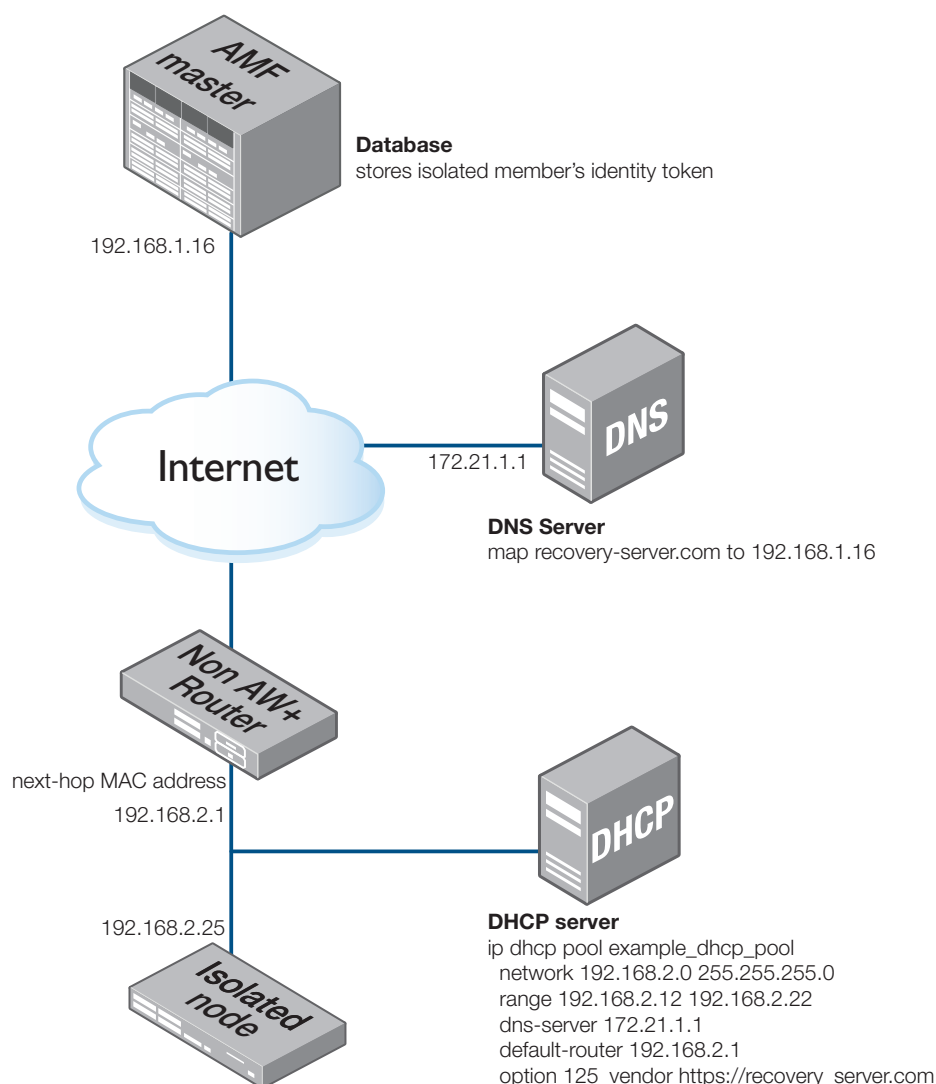 AMF
master
Database
stores isolated member's identity token
192.168.1.16
Internet
172.21.1.1
DNS
DNS Server
map recovery-server.com to 192.168.1.16
Non AW+
Router
next-hop MAC address
192.168.2.1
DHCP
192.168.2.25
Isolated
node
DHCP server
ip dhcp pool example_dhcp_pool
network 192.168.2.0 255.255.255.0
range 192.168.2.12 192.168.2.22
dns-server 172.21.1.1
default-router 192.168.2.1
option 125 vendor https://recovery_server.com